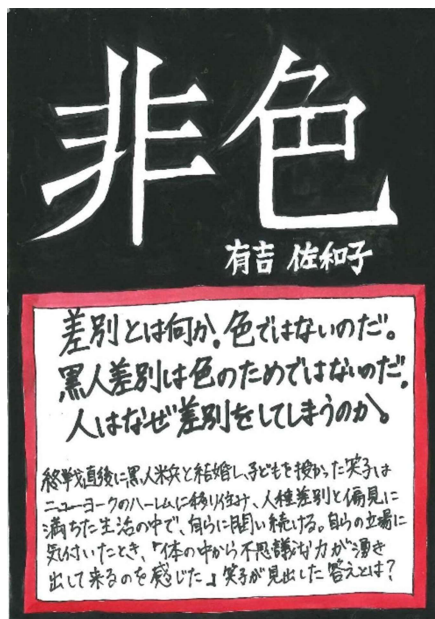 非色
有吉 佐和子
差別とは何か。色ではないのだ。
黒人差別は色のためではないのだ。
人はなぜ差別をしてしまうのか。
終戦直後に黒人米兵と結婚し、子どもを授かった笑子は
ニューヨークのハーレムに移り住み、人種差別と偏見に
満ちた生活の中で、自らに問い続ける。自らの立場に
気付いたとき、「体の中から不思議な力が湧き
出して来るのを感じた」笑子が見出した答えとは?